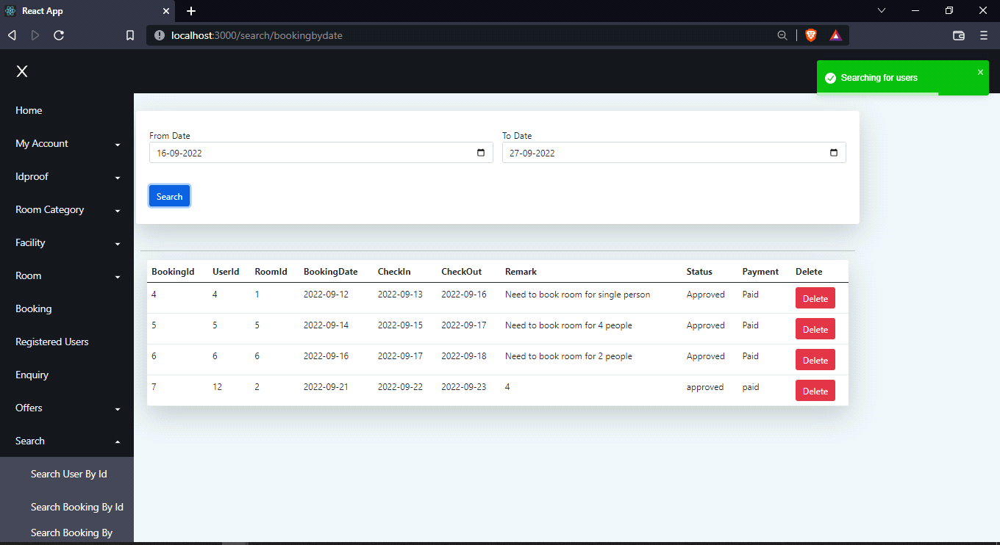 React App
localhost:3000/search/bookingbydate
X
Searching for users
Home
My Account
Idproof
Room Category
Facility
Room
Booking
Registered Users
Enquiry
Offers
Search
Search User By Id
Search Booking By Id
Search Booking By
From Date
To Date
16-09-2022
27-09-2022
Search
BookingId UserId RoomId BookingDate CheckIn CheckOut Remark Status Payment Delete
4 4 1 2022-09-12 2022-09-13 2022-09-16 Need to book room for single person Approved Paid Delete
5 5 5 2022-09-14 2022-09-15 2022-09-17 Need to book room for 4 people Approved Paid Delete
6 6 6 2022-09-16 2022-09-17 2022-09-18 Need to book room for 2 people Approved Paid Delete
7 12 2 2022-09-21 2022-09-22 2022-09-23 4 approved paid Delete